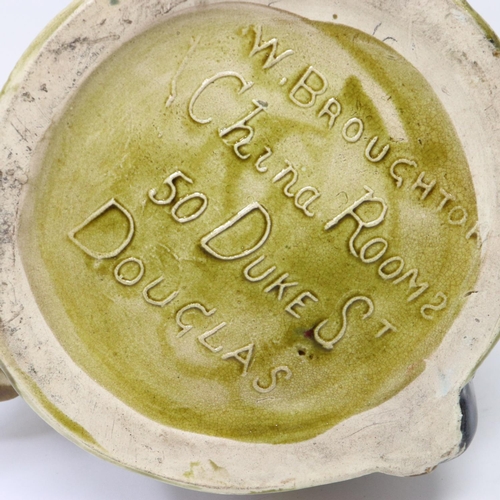 W. BROUGHTON
China ROOMS
50 DUKE ST
DOUGLAS